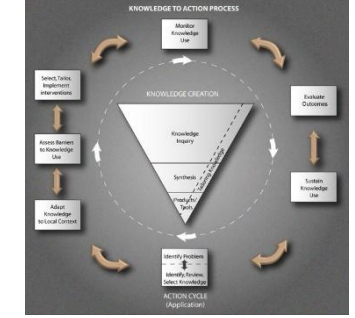 KNOWLEDGE TO ACTION PROCESS
Monitor
Knowledge
Use
Select, Tailor,
Implement
Interventions
Evaluate
Outcomes
KNOWLEDGE CREATION
Knowledge
Inquiry
Synthesis
Products/
Tools
Tailoring Knowledge
Assess Barriers
to Knowledge
Use
Sustain
Knowledge
Use
Adapt
Knowledge
to Local Context
Identify Problem
Identify, Review,
Select Knowledge
ACTION CYCLE
(Application)